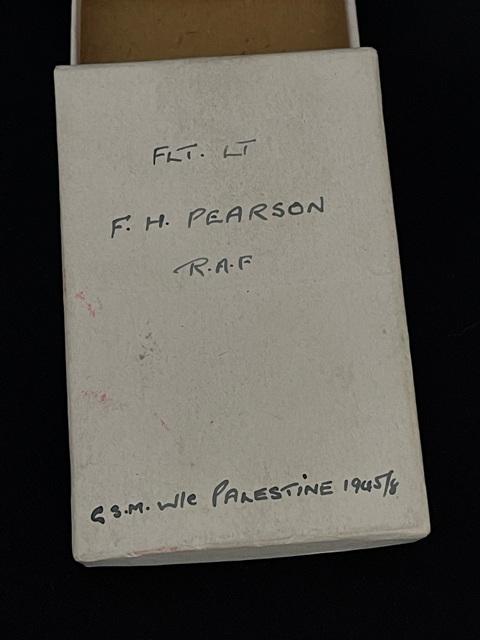 FLT. LT
F. H. PEARSON
R.A.F
G S.M. W/C PALESTINE 1945/8